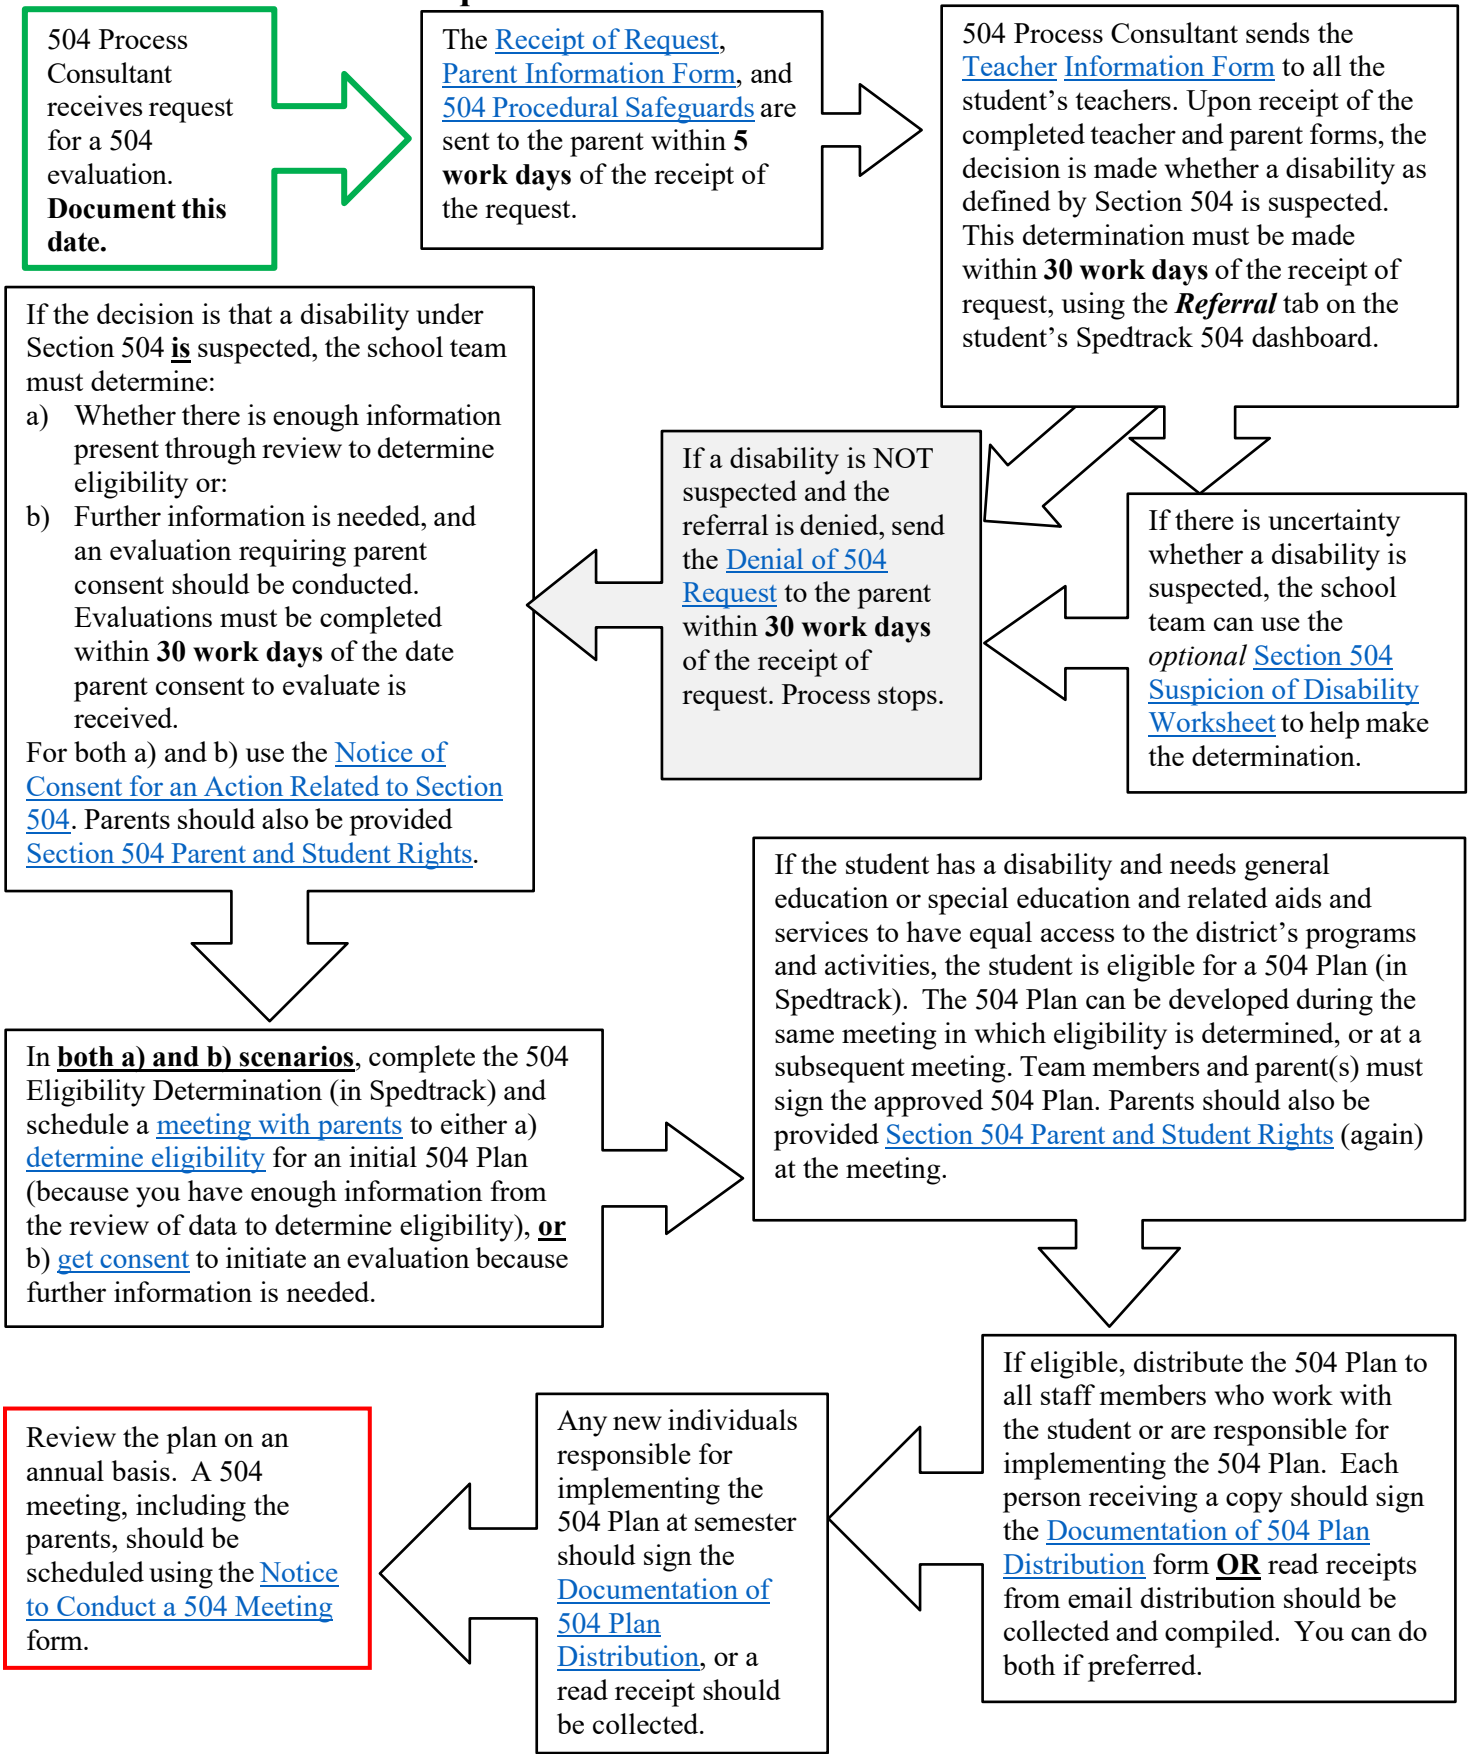 504 Process
Consultant
receives request
for a 504
evaluation.
Document this
date.
The Receipt of Request,
Parent Information Form, and
504 Procedural Safeguards are
sent to the parent within 5
work days of the receipt of
the request.
504 Process Consultant sends the
Teacher Information Form to all the
student’s teachers. Upon receipt of the
completed teacher and parent forms, the
decision is made whether a disability as
defined by Section 504 is suspected.
This determination must be made
within 30 work days of the receipt of
request, using the Referral tab on the
student’s Spedtrack 504 dashboard.
If there is uncertainty
whether a disability is
suspected, the school
team can use the
optional Section 504
Suspicion of Disability
Worksheet to help make
the determination.
If a disability is NOT
suspected and the
referral is denied, send
the Denial of 504
Request to the parent
within 30 work days
of the receipt of
request. Process stops.
If the decision is that a disability under
Section 504 is suspected, the school team
must determine:
a) Whether there is enough information
present through review to determine
eligibility or:
b) Further information is needed, and
an evaluation requiring parent
consent should be conducted.
Evaluations must be completed
within 30 work days of the date
parent consent to evaluate is
received.
For both a) and b) use the Notice of
Consent for an Action Related to Section
504. Parents should also be provided
Section 504 Parent and Student Rights.
In both a) and b) scenarios, complete the 504
Eligibility Determination (in Spedtrack) and
schedule a meeting with parents to either a)
determine eligibility for an initial 504 Plan
(because you have enough information from
the review of data to determine eligibility), or
b) get consent to initiate an evaluation because
further information is needed.
If the student has a disability and needs general
education or special education and related aids and
services to have equal access to the district’s programs
and activities, the student is eligible for a 504 Plan (in
Spedtrack). The 504 Plan can be developed during the
same meeting in which eligibility is determined, or at a
subsequent meeting. Team members and parent(s) must
sign the approved 504 Plan. Parents should also be
provided Section 504 Parent and Student Rights (again)
at the meeting.
If eligible, distribute the 504 Plan to
all staff members who work with
the student or are responsible for
implementing the 504 Plan. Each
person receiving a copy should sign
the Documentation of 504 Plan
Distribution form OR read receipts
from email distribution should be
collected and compiled. You can do
both if preferred.
Any new individuals
responsible for
implementing the
504 Plan at semester
should sign the
Documentation of
504 Plan
Distribution, or a
read receipt should
be collected.
Review the plan on an
annual basis. A 504
meeting, including the
parents, should be
scheduled using the Notice
to Conduct a 504 Meeting
form.